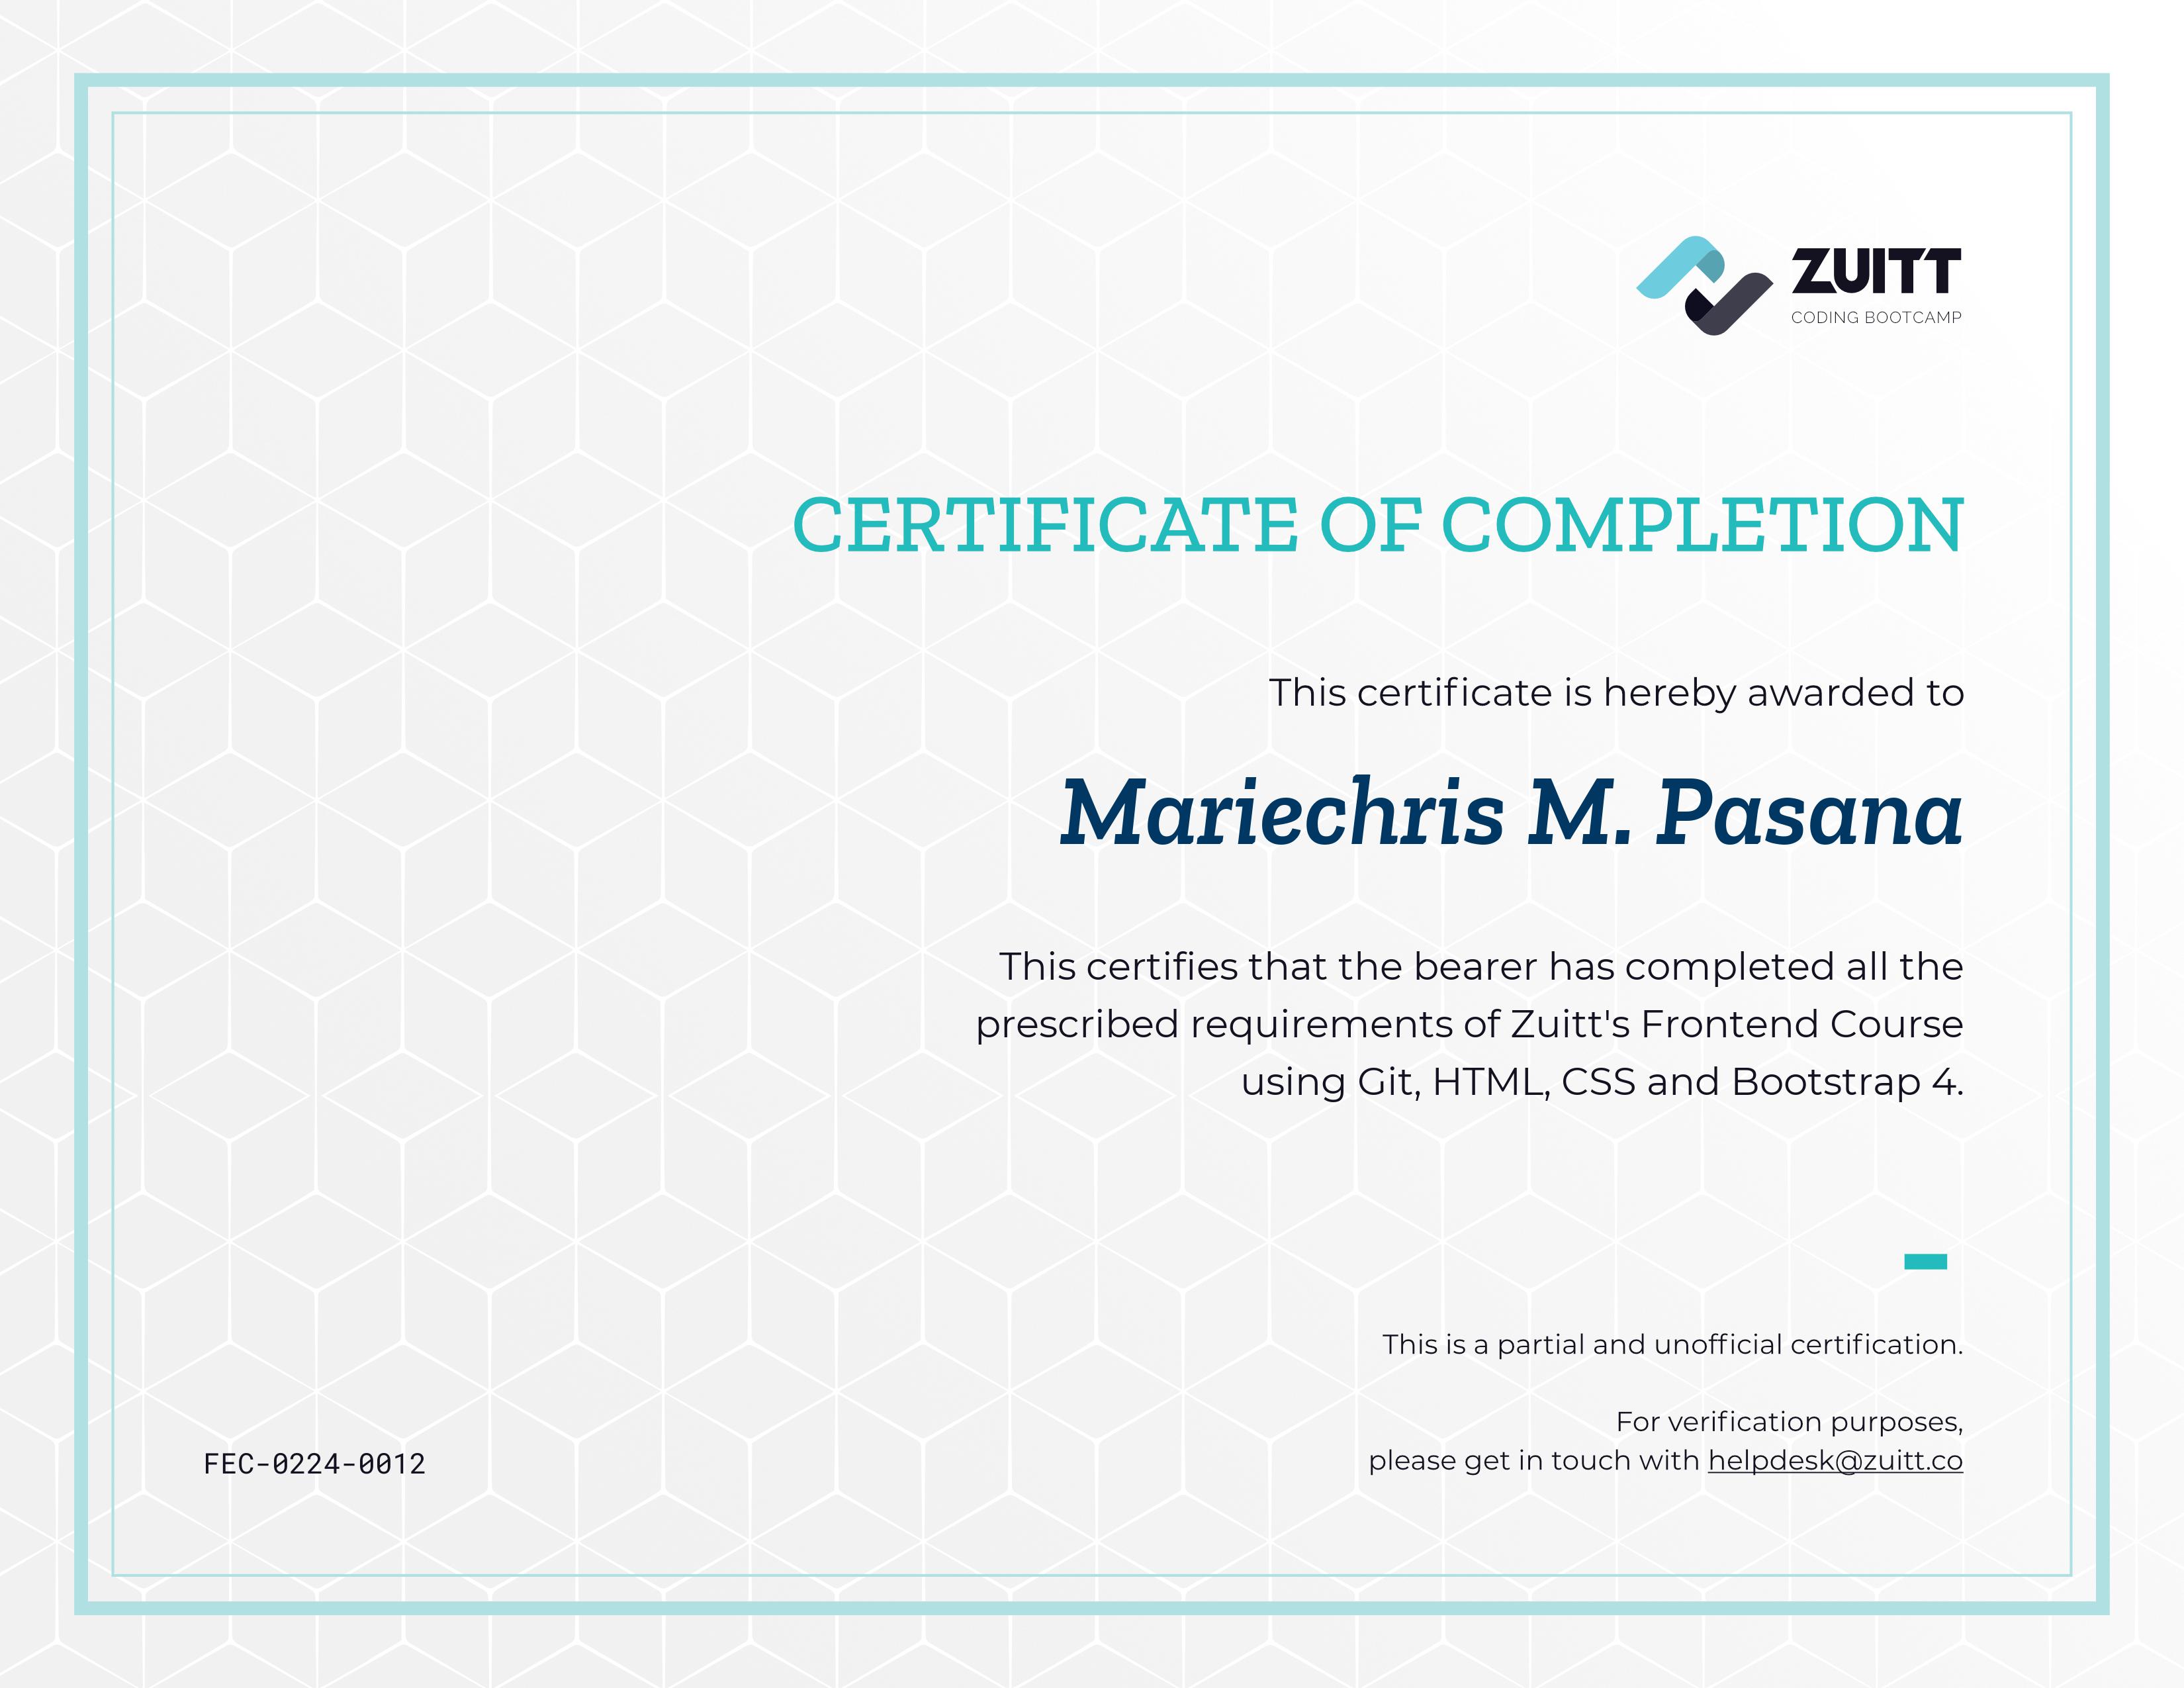 ZUITT
CODING BOOTCAMP
CERTIFICATE OF COMPLETION
This certificate is hereby awarded to
Mariechris M. Pasana
This certifies that the bearer has completed all the
prescribed requirements of Zuitt's Frontend Course
using Git, HTML, CSS and Bootstrap 4.
This is a partial and unofficial certification.
For verification purposes,
please get in touch with helpdesk@zuitt.co
FEC-0224-0012